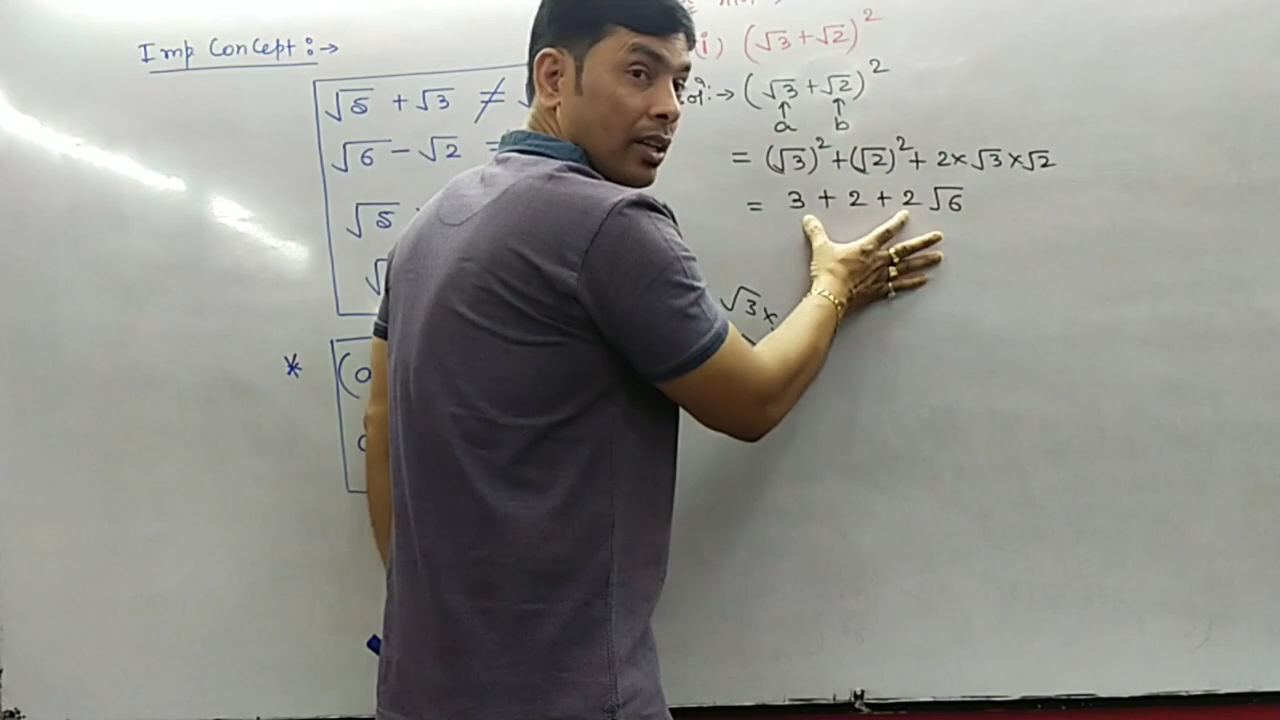 Imp Concept :→
√5 + √3 ≠ √
√6 − √2 =
√5
√
* (a
i) (√3+√2)²
:→ (√3 +√2)²
↑ ↑
a b
= (√3)²+(√2)²+ 2×√3×√2
= 3 + 2 + 2√6
√3×